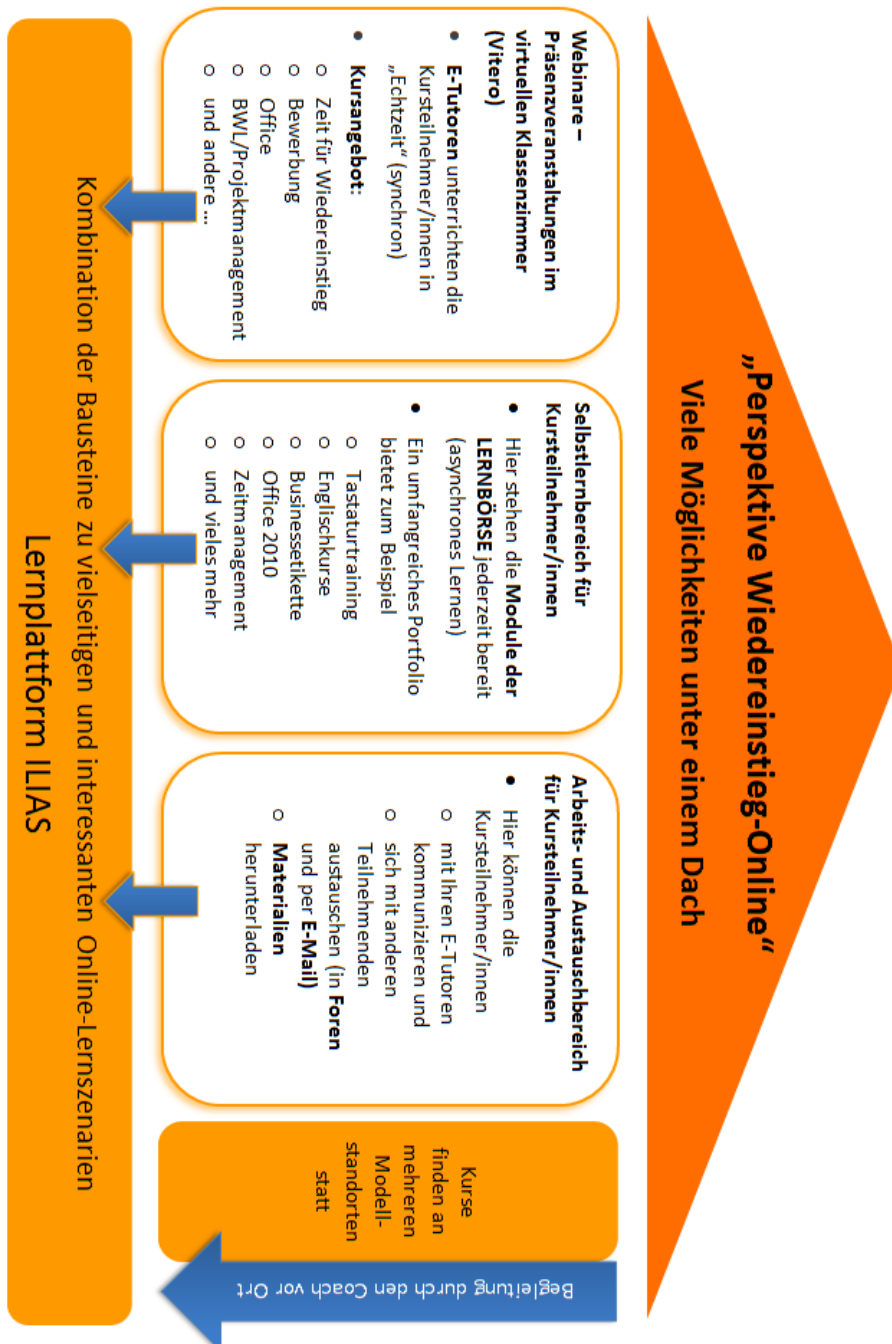 „Perspektive Wiedereinstieg-Online“
Viele Möglichkeiten unter einem Dach
Webinare –
Präsenzveranstaltungen im
virtuellen Klassenzimmer
(Vitero)
• E-Tutoren unterrichten die
Kursteilnehmer/innen in
„Echtzeit“ (synchron)
• Kursangebot:
○ Zeit für Wiedereinstieg
○ Bewerbung
○ Office
○ BWL/Projektmanagement
○ und andere ...
Selbstlernbereich für
Kursteilnehmer/innen
• Hier stehen die Module der
LERNBÖRSE jederzeit bereit
(asynchrones Lernen)
• Ein umfangreiches Portfolio
bietet zum Beispiel
○ Tastaturtraining
○ Englischkurse
○ Businessetikette
○ Office 2010
○ Zeitmanagement
○ und vieles mehr
Arbeits- und Austauschbereich
für Kursteilnehmer/innen
• Hier können die
Kursteilnehmer/innen
○ mit Ihren E-Tutoren
kommunizieren und
○ sich mit anderen
Teilnehmenden
austauschen (in Foren
und per E-Mail)
○ Materialien
herunterladen
Kurse
finden an
mehreren
Modell-
standorten
statt
Begleitung durch den Coach vor Ort
Kombination der Bausteine zu vielseitigen und interessanten Online-Lernszenarien
Lernplattform ILIAS